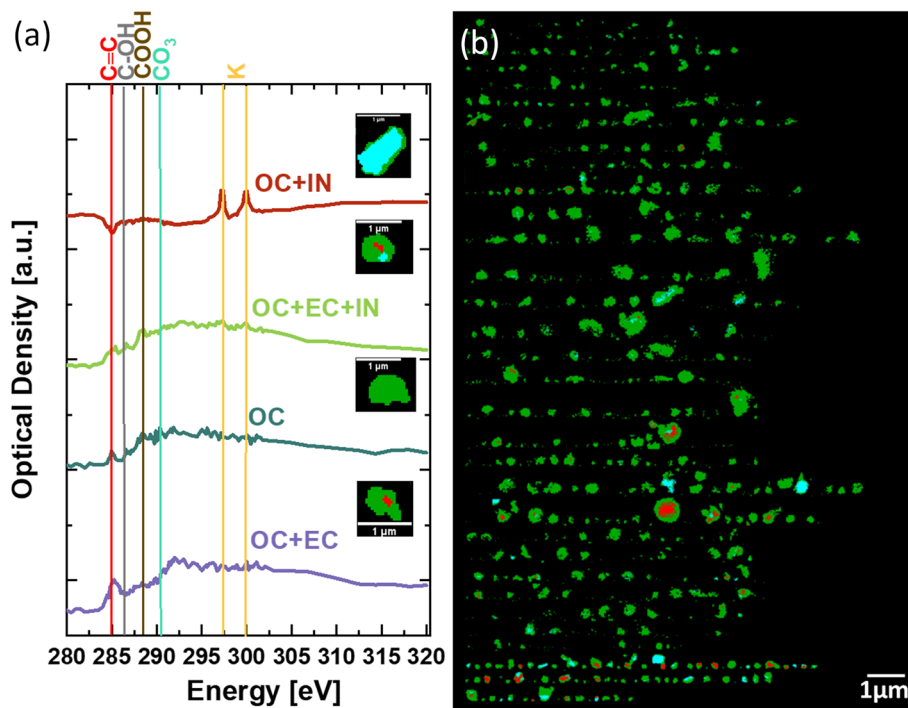 (a)
C=C
C-OH
COOH
CO3
K
(b)
1 µm
OC+IN
1 µm
OC+EC+IN
1 µm
OC
1 µm
OC+EC
Optical Density [a.u.]
280 285 290 295 300 305 310 315 320
Energy [eV]
1µm